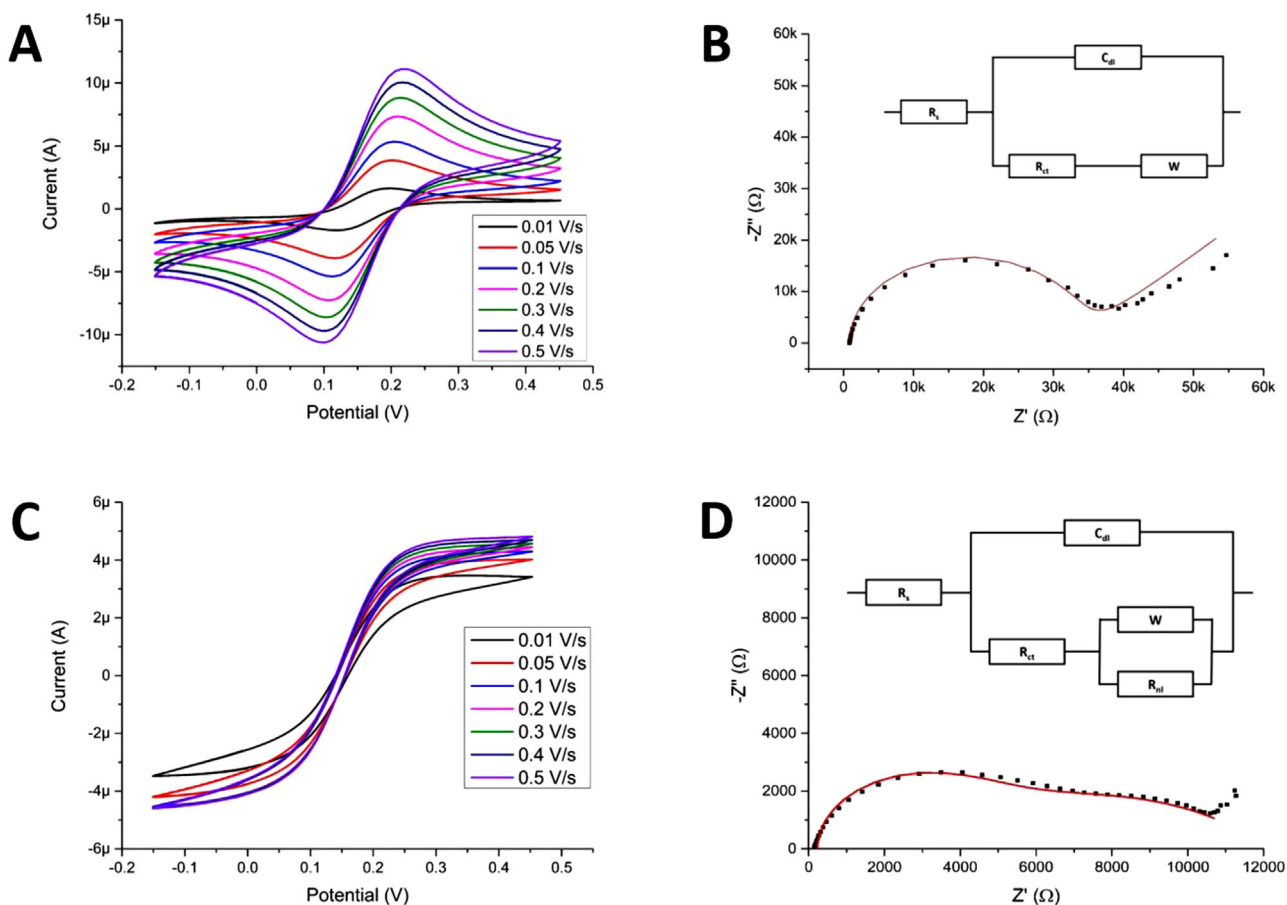 A
15μ
10μ
5μ
0
-5μ
-10μ
Current (A)
0.01 V/s
0.05 V/s
0.1 V/s
0.2 V/s
0.3 V/s
0.4 V/s
0.5 V/s
-0.2 -0.1 0.0 0.1 0.2 0.3 0.4 0.5
Potential (V)
B
60k
50k
40k
30k
20k
10k
0
-Z'' (Ω)
Cdl
Rs
Rct
W
0 10k 20k 30k 40k 50k 60k
Z' (Ω)
C
6μ
4μ
2μ
0
-2μ
-4μ
-6μ
Current (A)
0.01 V/s
0.05 V/s
0.1 V/s
0.2 V/s
0.3 V/s
0.4 V/s
0.5 V/s
-0.2 -0.1 0.0 0.1 0.2 0.3 0.4 0.5
Potential (V)
D
12000
10000
8000
6000
4000
2000
0
-Z'' (Ω)
Cdl
Rs
W
Rct
Rnl
0 2000 4000 6000 8000 10000 12000
Z' (Ω)